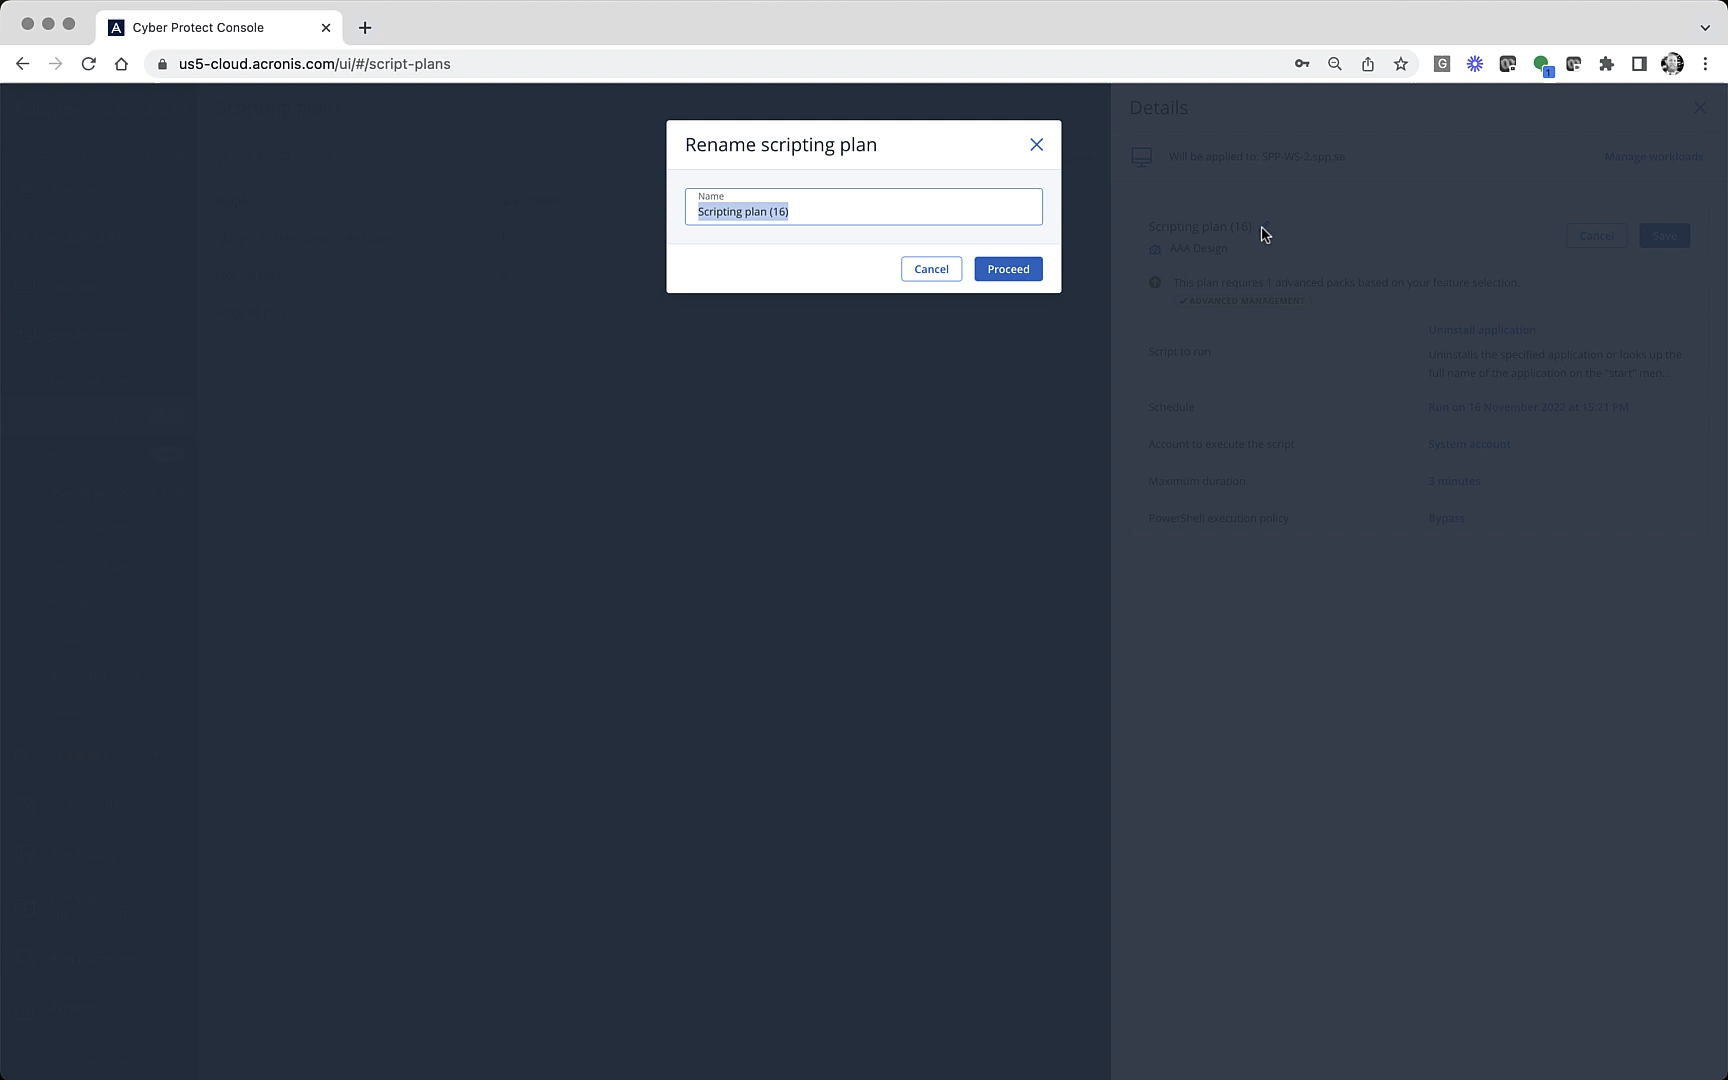 Cyber Protect Console
us5-cloud.acronis.com/ui/#/script-plans
G
1
Details
Will be applied to: SPP-WS-2.spp.se
Manage workloads
Rename scripting plan
Name
Scripting plan (16)
Cancel
Proceed
Scripting plan (16)
AAA Design
Cancel
Save
This plan requires 1 advanced packs based on your feature selection.
ADVANCED MANAGEMENT
Script to run
Uninstall application
Uninstalls the specified application or looks up the
full name of the application on the "start" men...
Schedule
Run on 16 November 2022 at 15:21 PM
Account to execute the script
System account
Maximum duration
3 minutes
PowerShell execution policy
Bypass